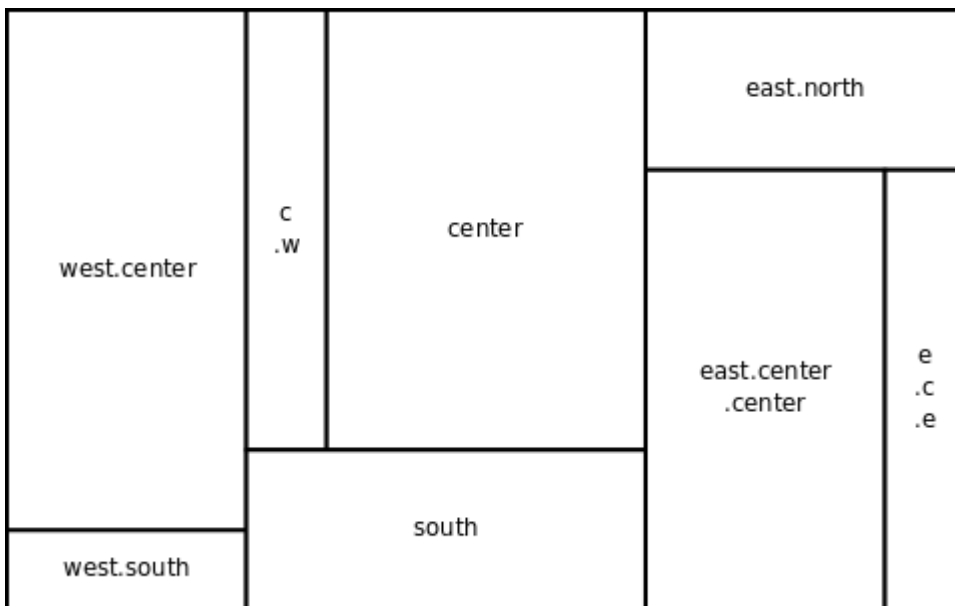 west.center
west.south
c
.w
center
south
east.north
east.center
.center
e
.c
.e